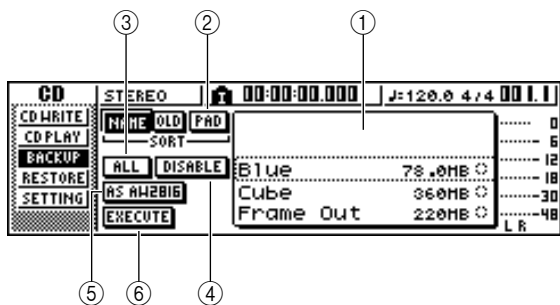 ③ ② ①
CD STEREO 00:00:00.000 ♩=120.0 4/4 001.1
CD WRITE NAME OLD PAD 0
CD PLAY SORT 6
BACKUP ALL DISABLE Blue 78.0MB 12
RESTORE AS AW2816 Cube 360MB 18
SETTING EXECUTE Frame Out 220MB 30
48
L R
⑤ ⑥ ④